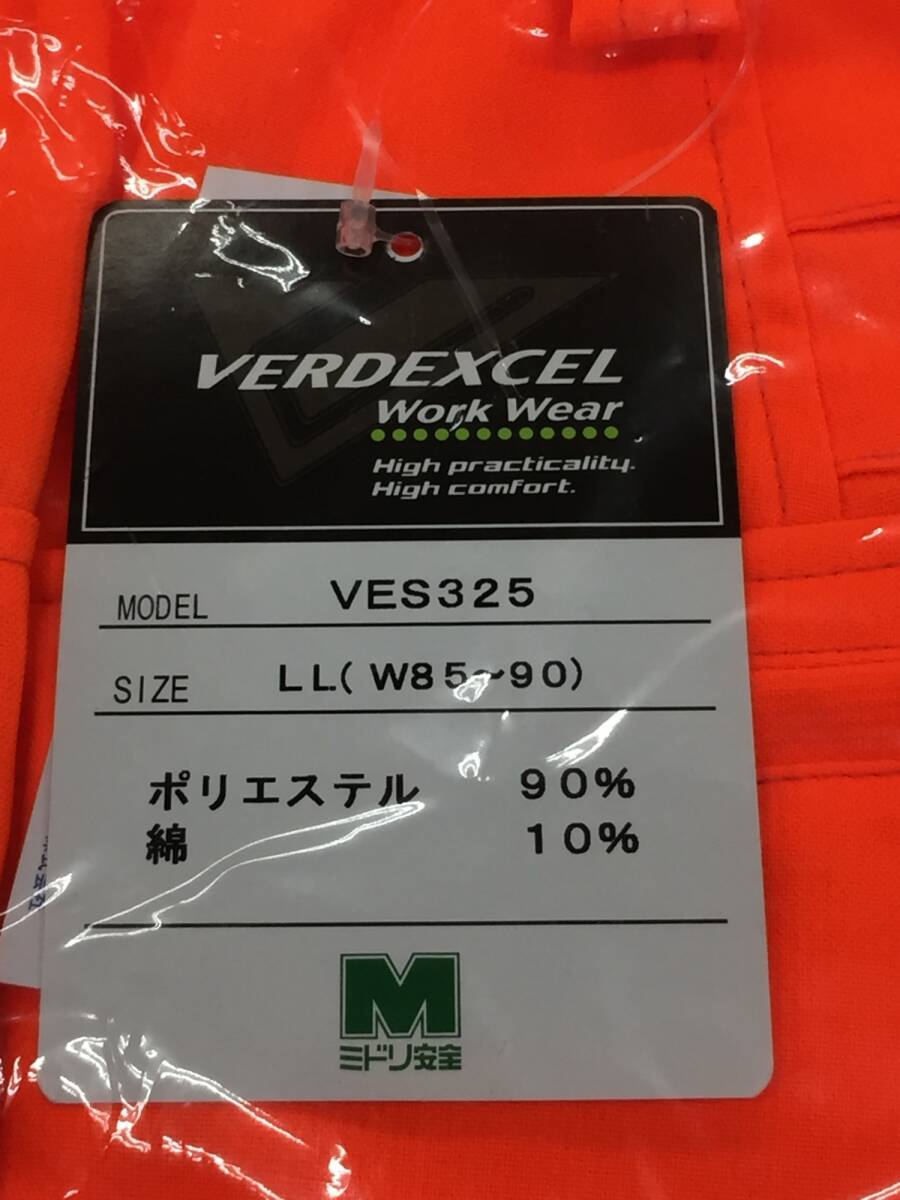 VERDEXCEL
Work Wear
High practicality.
High comfort.
MODEL VES325
SIZE LL(W85~90)
ポリエステル 90%
綿 10%
M
ミドリ安全